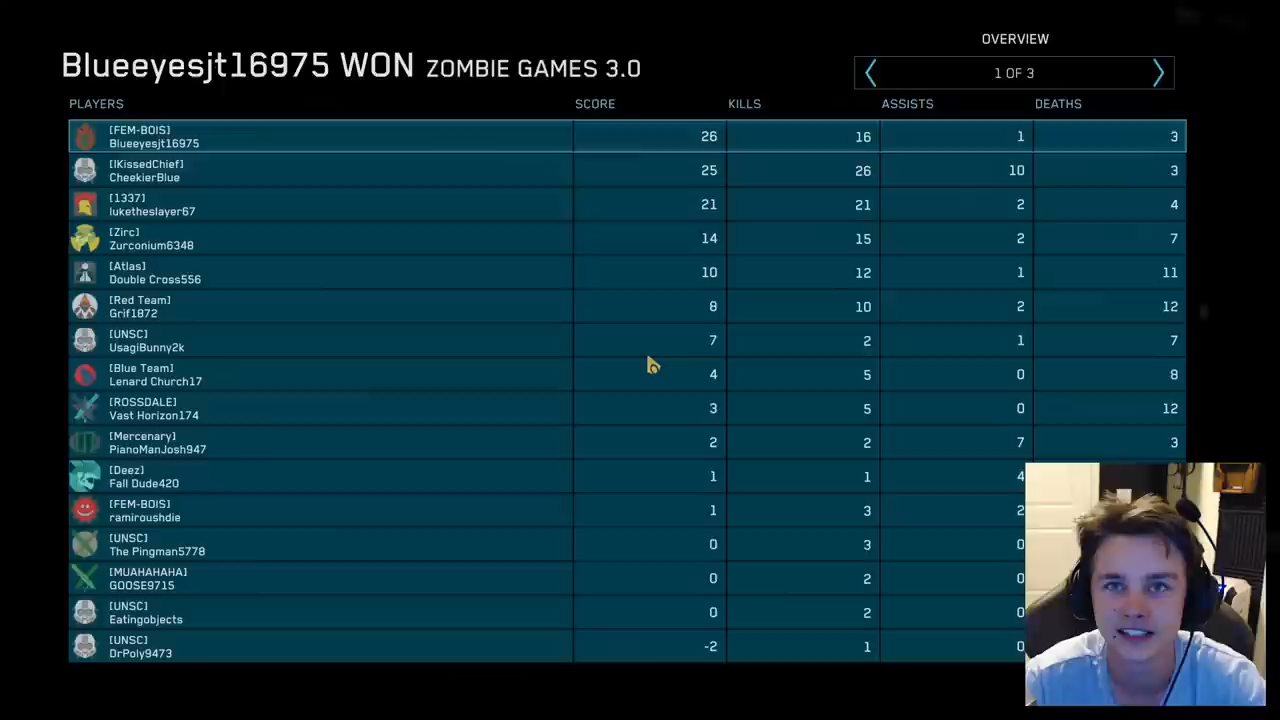 OVERVIEW
Blueeyesjt16975 WON ZOMBIE GAMES 3.0
1 OF 3
PLAYERS SCORE KILLS ASSISTS DEATHS
[FEM-BOIS]
Blueeyesjt16975 26 16 1 3
[IKissedChief]
CheekierBlue 25 26 10 3
[1337]
luketheslayer67 21 21 2 4
[Zirc]
Zurconium6348 14 15 2 7
[Atlas]
Double Cross556 10 12 1 11
[Red Team]
Grif1872 8 10 2 12
[UNSC]
UsagiBunny2k 7 2 1 7
[Blue Team]
Lenard Church17 4 5 0 8
[ROSSDALE]
Vast Horizon174 3 5 0 12
[Mercenary]
PianoManJosh947 2 2 7 3
[Deez]
Fall Dude420 1 1 4
[FEM-BOIS]
ramiroushdie 1 3 2
[UNSC]
The Pingman5778 0 3 0
[MUAHAHAHA]
GOOSE9715 0 2 0
[UNSC]
Eatingobjects 0 2 0
[UNSC]
DrPoly9473 -2 1 0